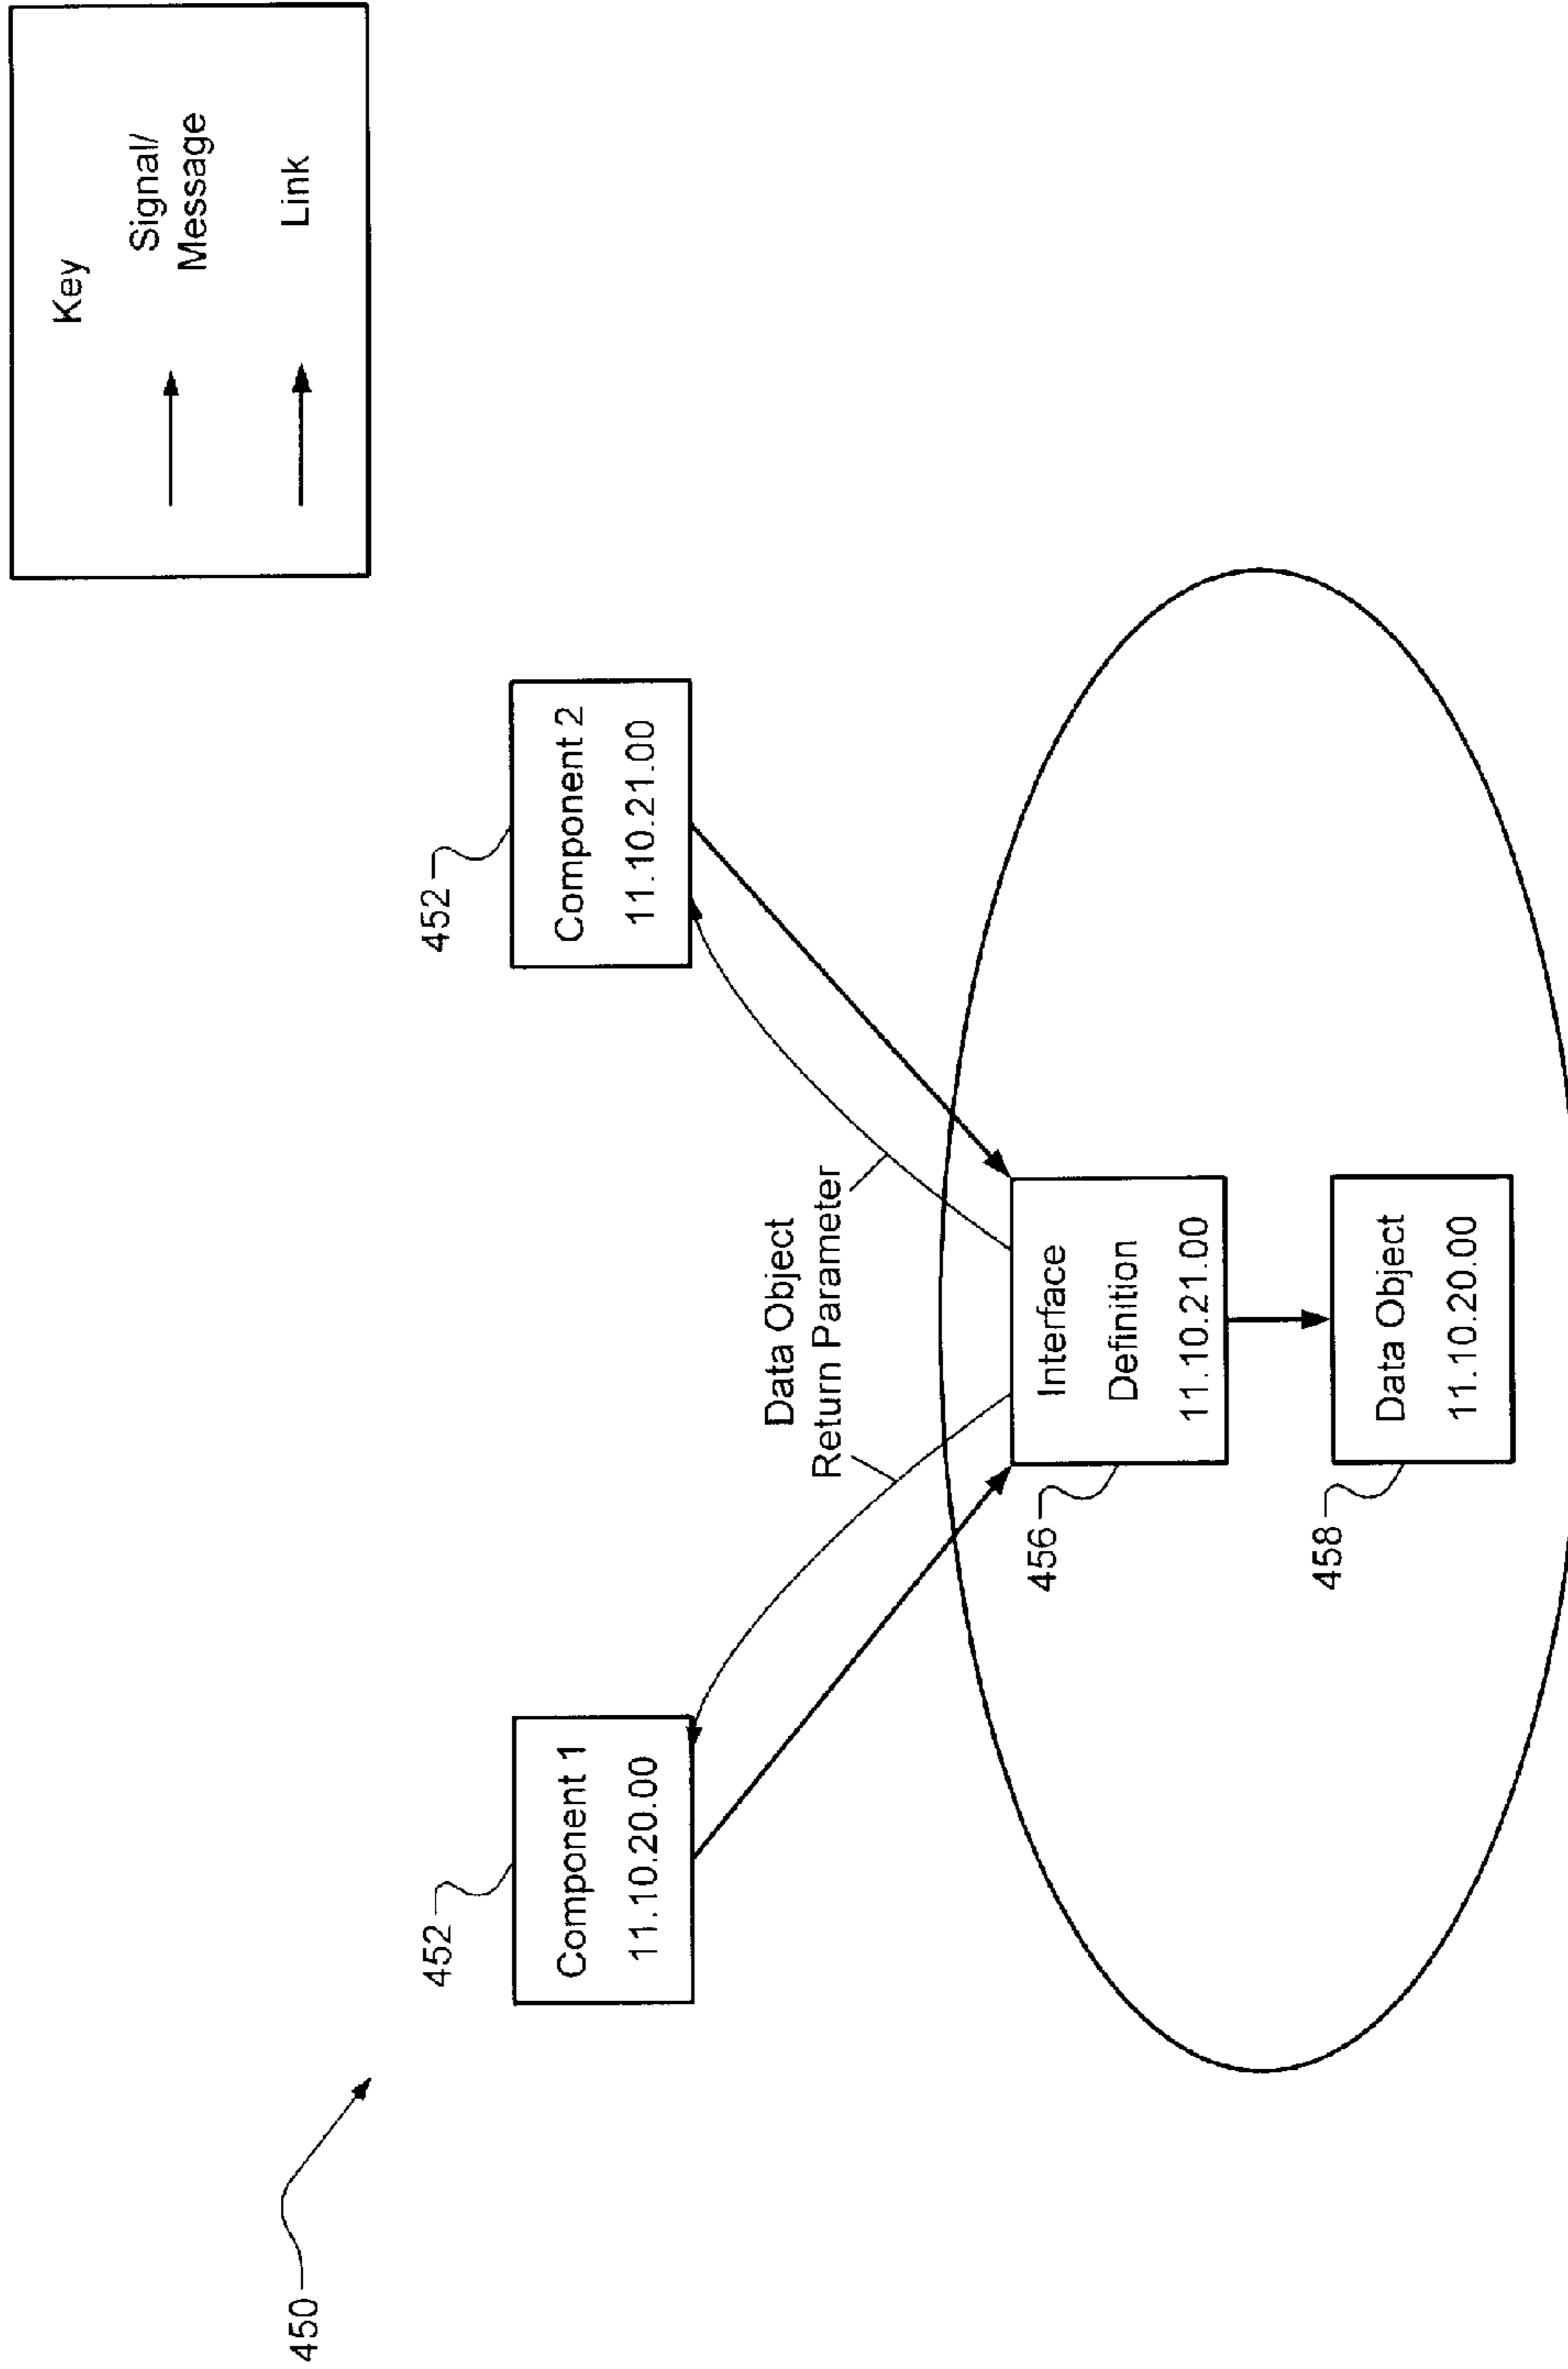 Key
Signal/
Message
Link
450
452
Component 1
11.10.20.00
452
Component 2
11.10.21.00
Data Object
Return Parameter
456
Interface
Definition
11.10.21.00
458
Data Object
11.10.20.00